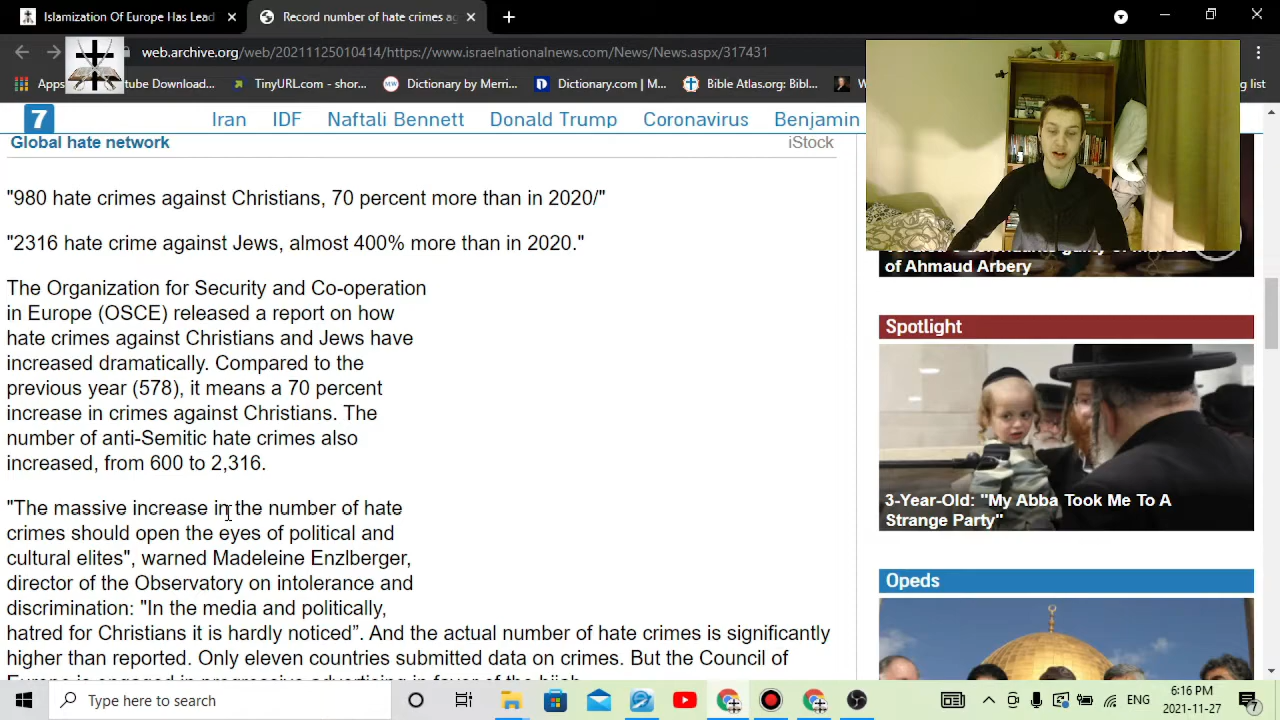 Islamization Of Europe Has Lead
Record number of hate crimes ag
web.archive.org/web/20211125010414/https://www.israelnationalnews.com/News/News.aspx/317431
Apps
tube Downloa...
TinyURL.com - shor...
MW
Dictionary by Merri...
Dictionary.com | M...
Bible Atlas.org: Bibl...
W
ing list
7
Iran
IDF
Naftali Bennett
Donald Trump
Coronavirus
Benjamin
Global hate network
iStock
"980 hate crimes against Christians, 70 percent more than in 2020/"
"2316 hate crime against Jews, almost 400% more than in 2020."
The Organization for Security and Co-operation
in Europe (OSCE) released a report on how
hate crimes against Christians and Jews have
increased dramatically. Compared to the
previous year (578), it means a 70 percent
increase in crimes against Christians. The
number of anti-Semitic hate crimes also
increased, from 600 to 2,316.
"The massive increase in the number of hate
crimes should open the eyes of political and
cultural elites", warned Madeleine Enzlberger,
director of the Observatory on intolerance and
discrimination: "In the media and politically,
hatred for Christians it is hardly noticed". And the actual number of hate crimes is significantly
higher than reported. Only eleven countries submitted data on crimes. But the Council of
of Ahmaud Arbery
Spotlight
3-Year-Old: "My Abba Took Me To A
Strange Party"
Opeds
Type here to search
ENG
6:16 PM
2021-11-27
7